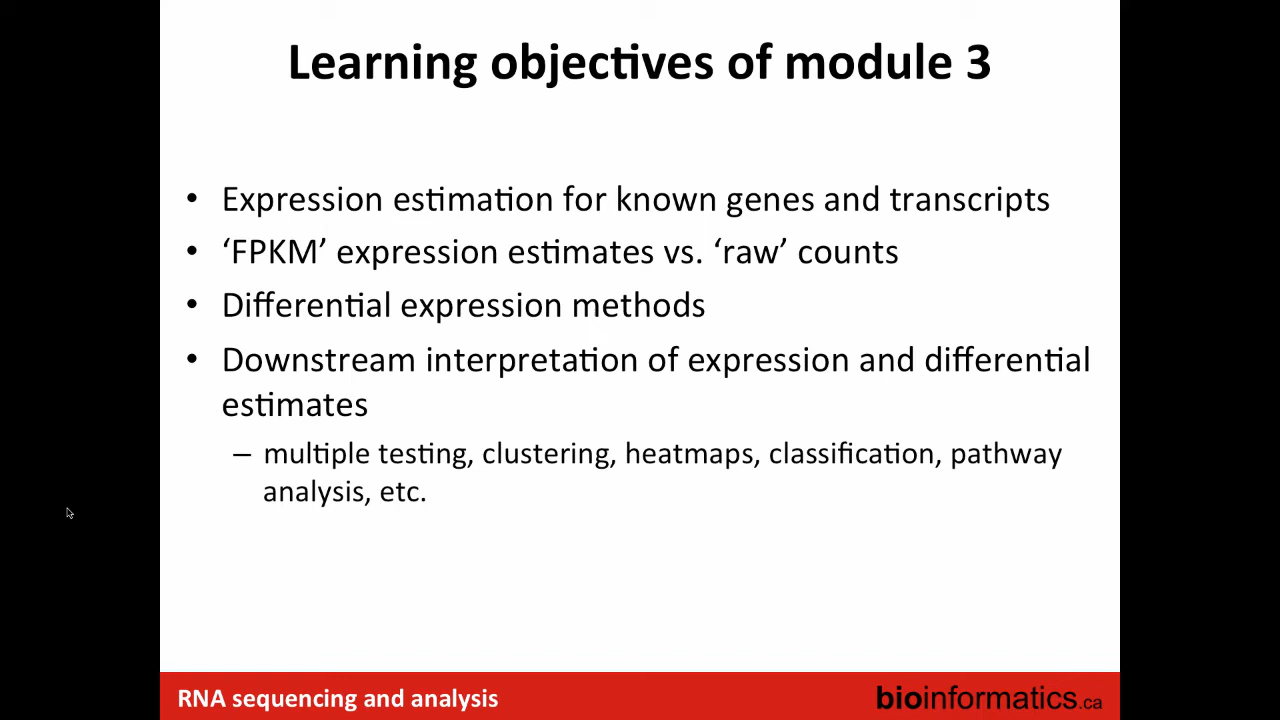 Learning objectives of module 3
• Expression estimation for known genes and transcripts
• ‘FPKM’ expression estimates vs. ‘raw’ counts
• Differential expression methods
• Downstream interpretation of expression and differential
estimates
– multiple testing, clustering, heatmaps, classification, pathway
analysis, etc.
RNA sequencing and analysis
bioinformatics.ca